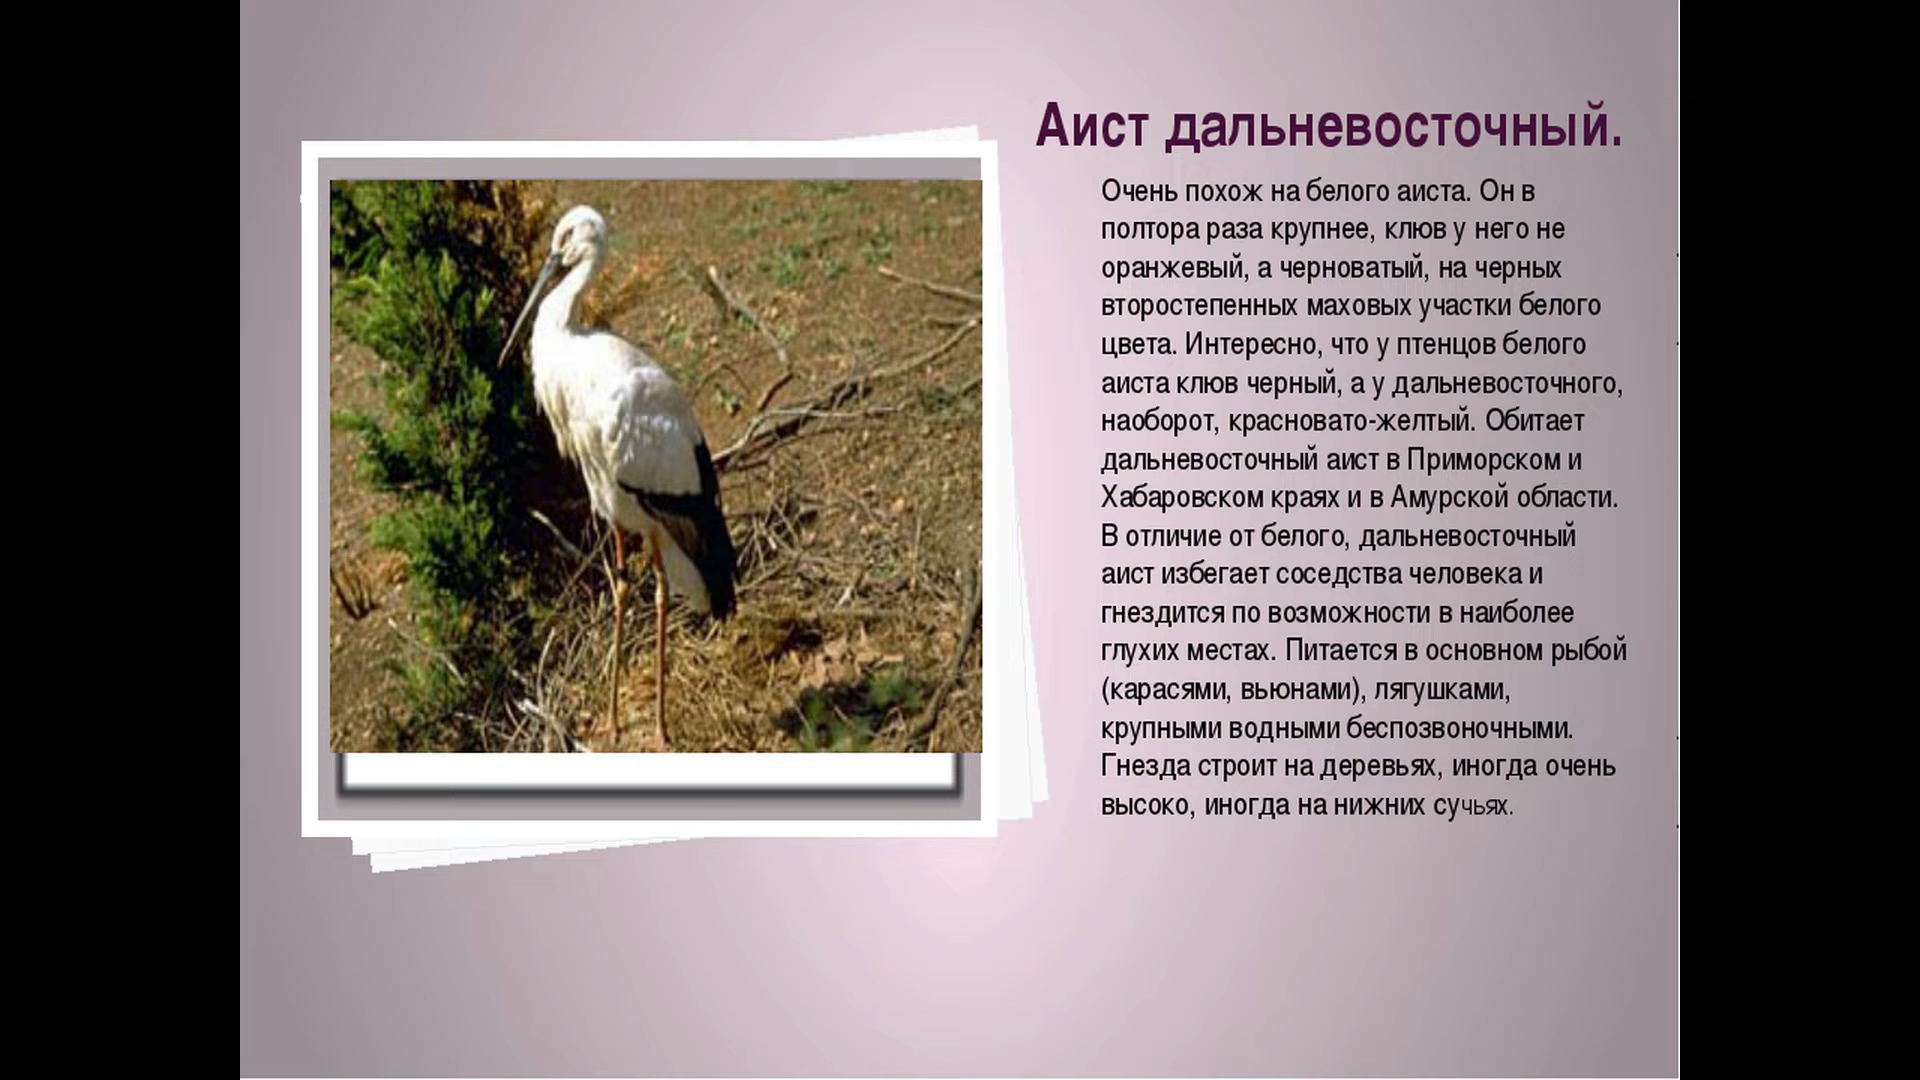 Аист дальневосточный.
Очень похож на белого аиста. Он в
полтора раза крупнее, клюв у него не
оранжевый, а черноватый, на черных
второстепенных маховых участки белого
цвета. Интересно, что у птенцов белого
аиста клюв черный, а у дальневосточного,
наоборот, красновато-желтый. Обитает
дальневосточный аист в Приморском и
Хабаровском краях и в Амурской области.
В отличие от белого, дальневосточный
аист избегает соседства человека и
гнездится по возможности в наиболее
глухих местах. Питается в основном рыбой
(карасями, вьюнами), лягушками,
крупными водными беспозвоночными.
Гнезда строит на деревьях, иногда очень
высоко, иногда на нижних сучьях.